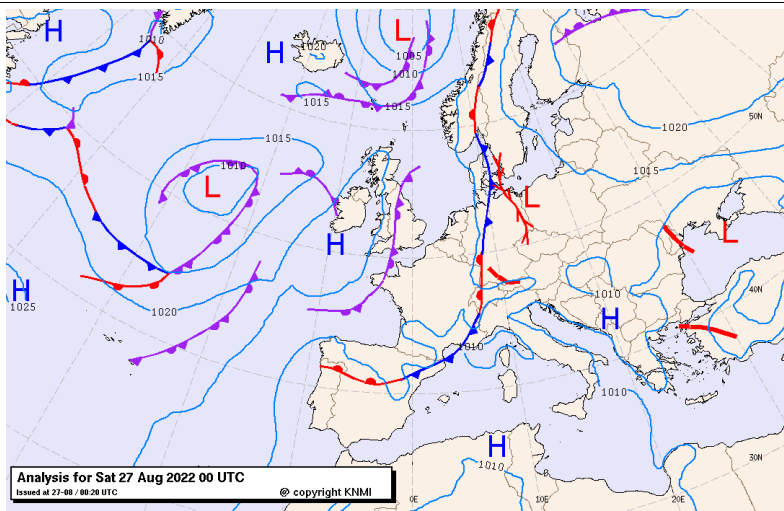 L
H
1010
1020
H
1005
1010
1015
1015
1015
1020
50N
1015
1010
1015
L
L
L
H
H
1025
1020
1010
40N
H
1010
1010
H
1010
30N
Analysis for Sat 27 Aug 2022 00 UTC
Issued at 27-08 / 00:20 UTC
@ copyright KNMI
0E
10E
20E